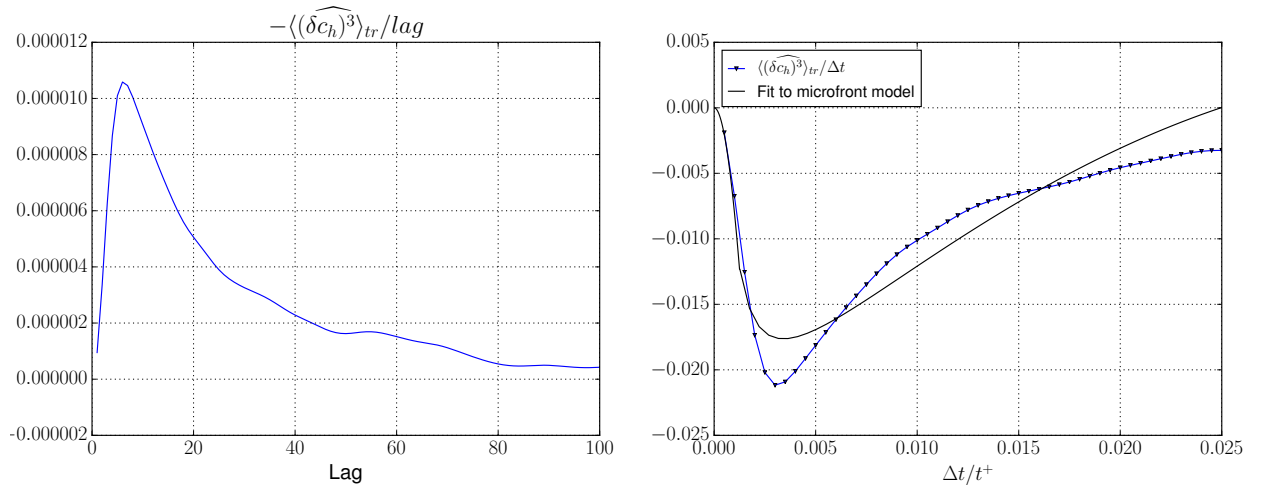 −⟨(δc_h)^3⟩_tr/lag
0.000012
0.000010
0.000008
0.000006
0.000004
0.000002
0.000000
-0.000002
0 20 40 60 80 100
Lag
⟨(δc_h)^3⟩_tr/Δt
Fit to microfront model
0.005
0.000
−0.005
−0.010
−0.015
−0.020
−0.025
0.000 0.005 0.010 0.015 0.020 0.025
Δt/t^+